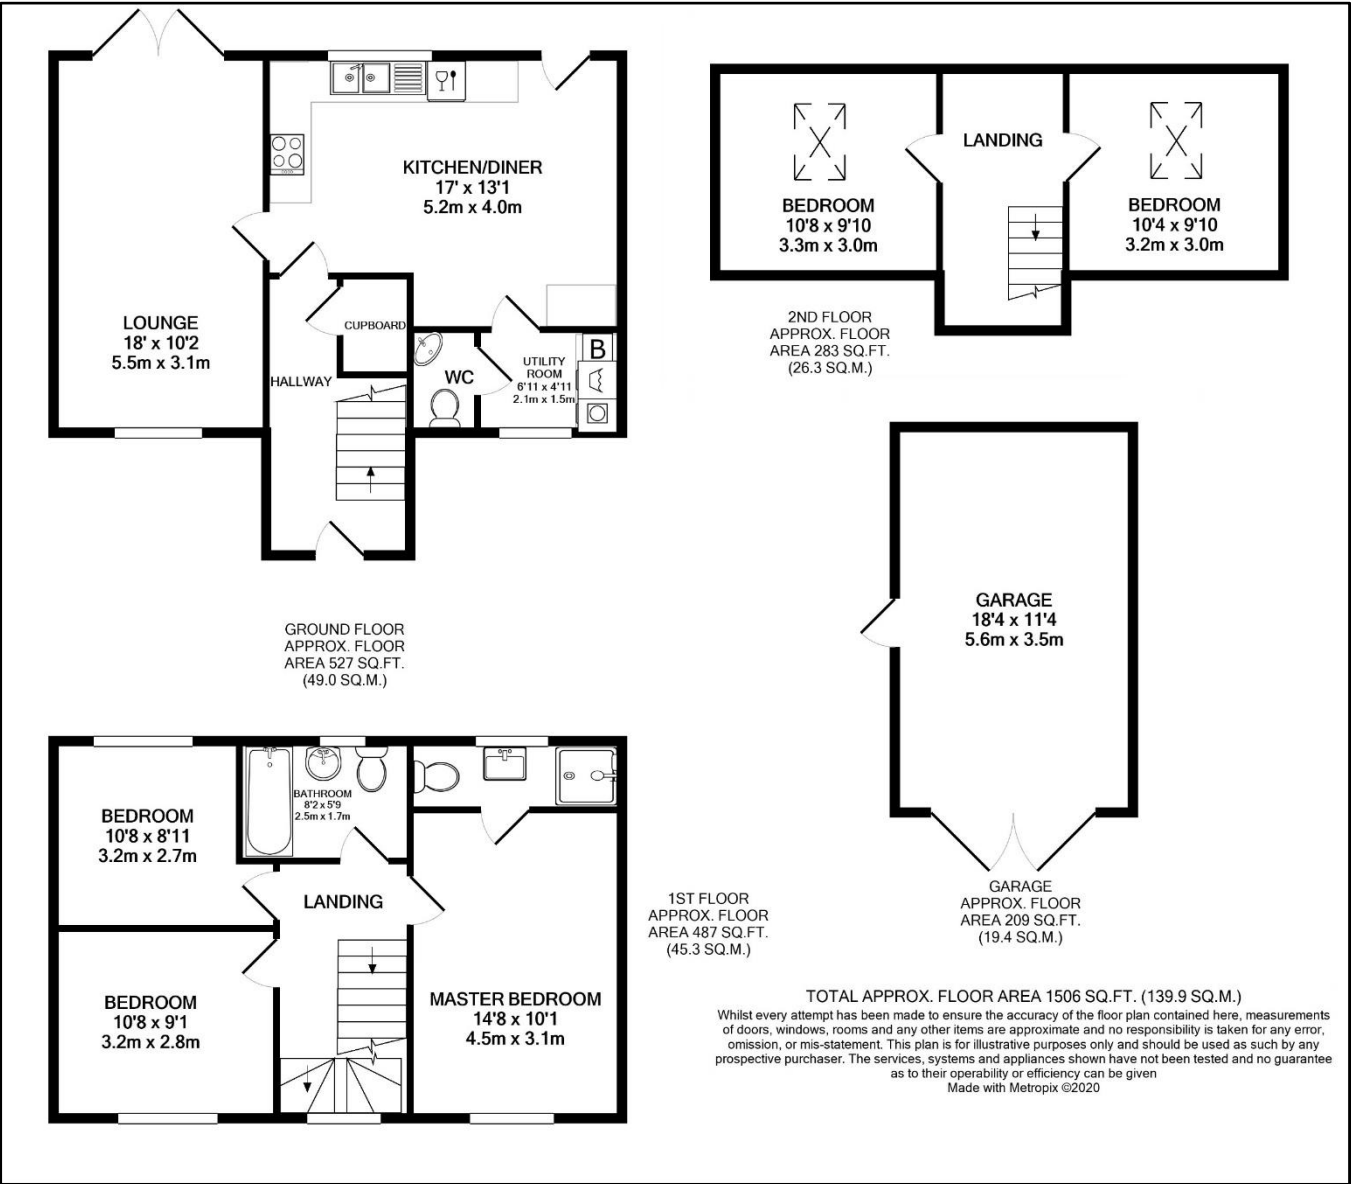 KITCHEN/DINER
17' x 13'1
5.2m x 4.0m
LOUNGE
18' x 10'2
5.5m x 3.1m
CUPBOARD
HALLWAY
WC
UTILITY
ROOM
6'11 x 4'11
2.1m x 1.5m
B
GROUND FLOOR
APPROX. FLOOR
AREA 527 SQ.FT.
(49.0 SQ.M.)
BEDROOM
10'8 x 9'10
3.3m x 3.0m
LANDING
BEDROOM
10'4 x 9'10
3.2m x 3.0m
2ND FLOOR
APPROX. FLOOR
AREA 283 SQ.FT.
(26.3 SQ.M.)
GARAGE
18'4 x 11'4
5.6m x 3.5m
GARAGE
APPROX. FLOOR
AREA 209 SQ.FT.
(19.4 SQ.M.)
BEDROOM
10'8 x 8'11
3.2m x 2.7m
BATHROOM
8'2 x 5'9
2.5m x 1.7m
LANDING
BEDROOM
10'8 x 9'1
3.2m x 2.8m
MASTER BEDROOM
14'8 x 10'1
4.5m x 3.1m
1ST FLOOR
APPROX. FLOOR
AREA 487 SQ.FT.
(45.3 SQ.M.)
TOTAL APPROX. FLOOR AREA 1506 SQ.FT. (139.9 SQ.M.)
Whilst every attempt has been made to ensure the accuracy of the floor plan contained here, measurements
of doors, windows, rooms and any other items are approximate and no responsibility is taken for any error,
omission, or mis-statement. This plan is for illustrative purposes only and should be used as such by any
prospective purchaser. The services, systems and appliances shown have not been tested and no guarantee
as to their operability or efficiency can be given
Made with Metropix ©2020